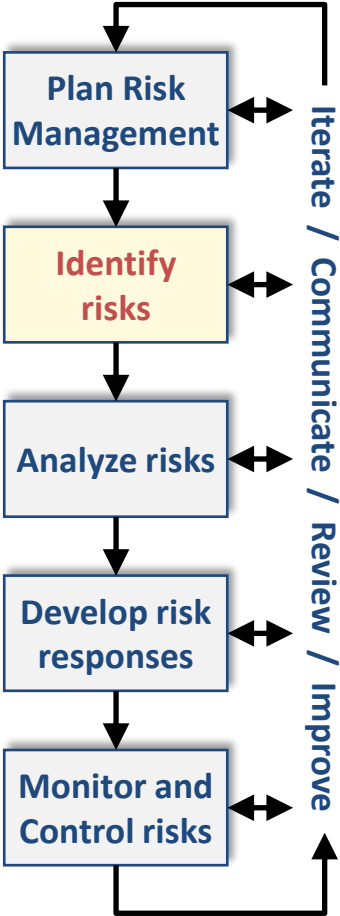 Plan Risk
Management
Identify
risks
Analyze risks
Develop risk
responses
Monitor and
Control risks
Iterate / Communicate / Review / Improve